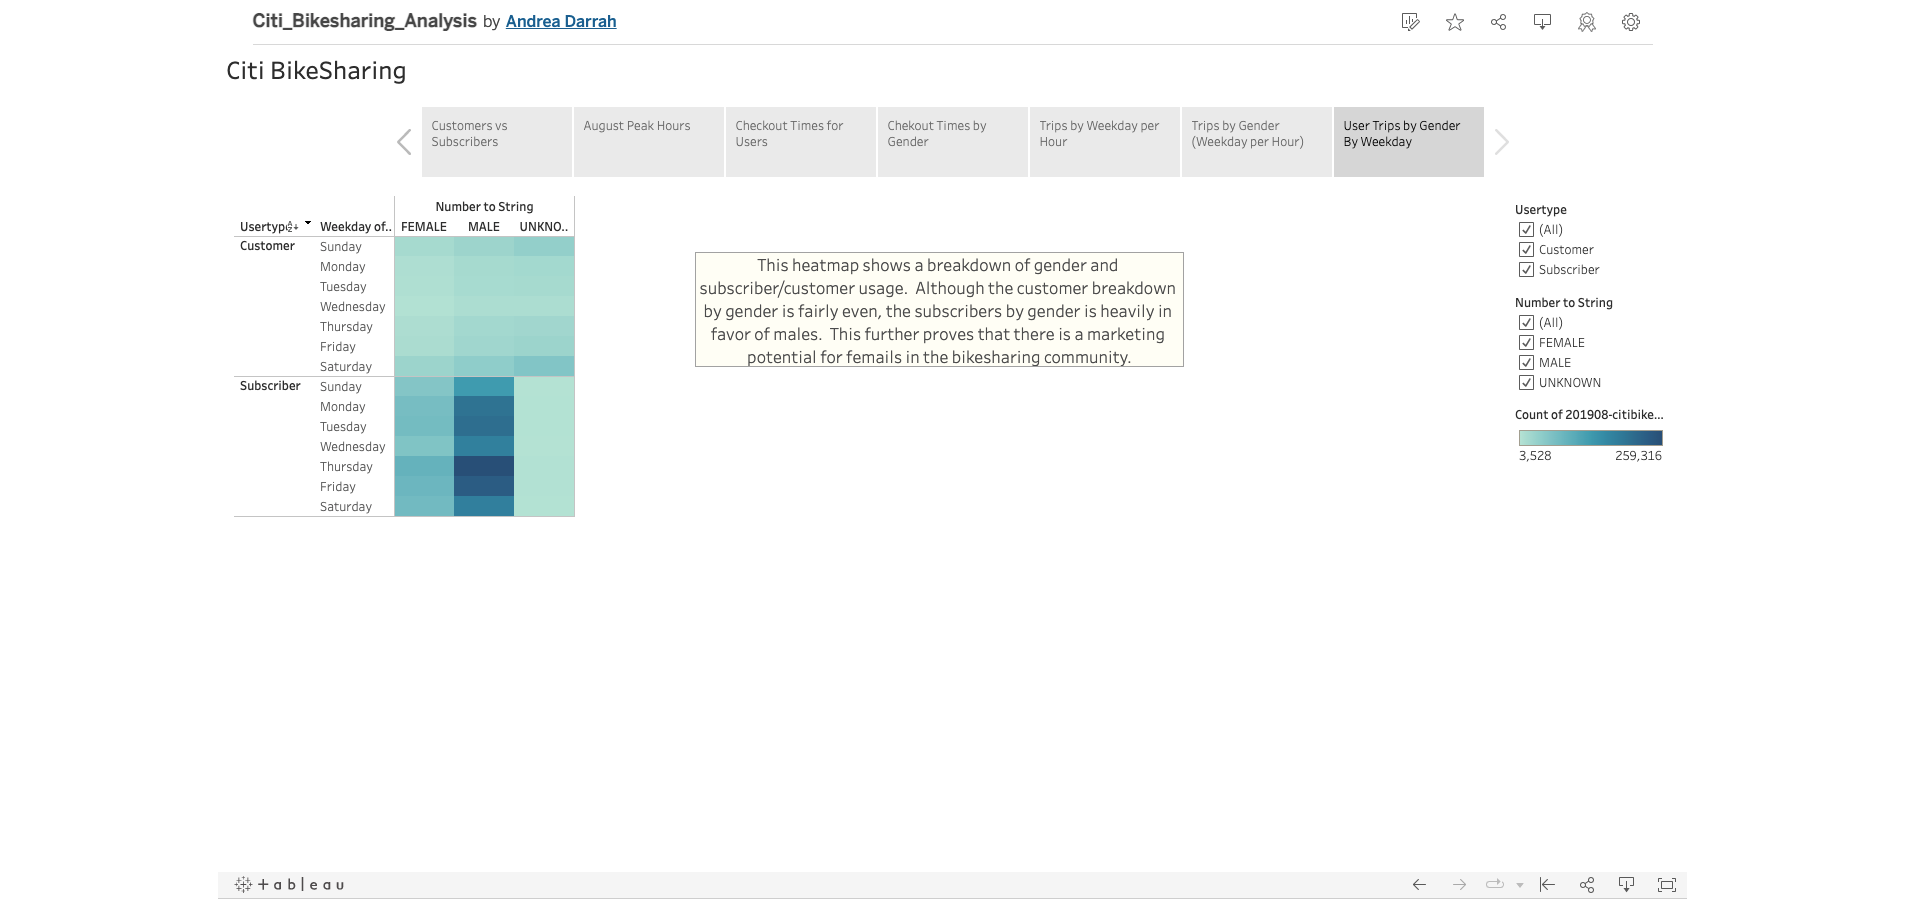 Citi_Bikesharing_Analysis by Andrea Darrah
Citi BikeSharing
Customers vs
Subscribers
August Peak Hours
Checkout Times for
Users
Chekout Times by
Gender
Trips by Weekday per
Hour
Trips by Gender
(Weekday per Hour)
User Trips by Gender
By Weekday
Number to String
Usertype Weekday of.. FEMALE MALE UNKNO..
Customer Sunday
Monday
Tuesday
Wednesday
Thursday
Friday
Saturday
Subscriber Sunday
Monday
Tuesday
Wednesday
Thursday
Friday
Saturday
This heatmap shows a breakdown of gender and
subscriber/customer usage.  Although the customer breakdown
by gender is fairly even, the subscribers by gender is heavily in
favor of males.  This further proves that there is a marketing
potential for femails in the bikesharing community.
Usertype
(All)
Customer
Subscriber
Number to String
(All)
FEMALE
MALE
UNKNOWN
Count of 201908-citibike...
3,528 259,316
+ableau